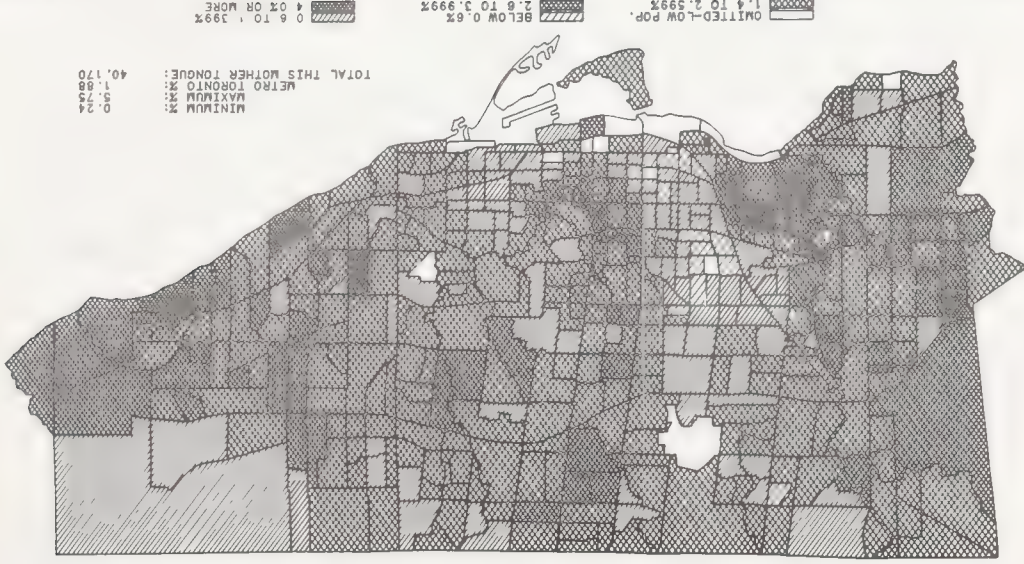 MINIMUM %: 0.24
MAXIMUM %: 5.75
METRO TORONTO %: 1.88
TOTAL THIS MOTHER TONGUE: 40,170
OMITTED-LOW POP. BELOW 0.6% 0.6 TO 1.399%
1.4 TO 2.599% 2.6 TO 3.999% 4.0% OR MORE